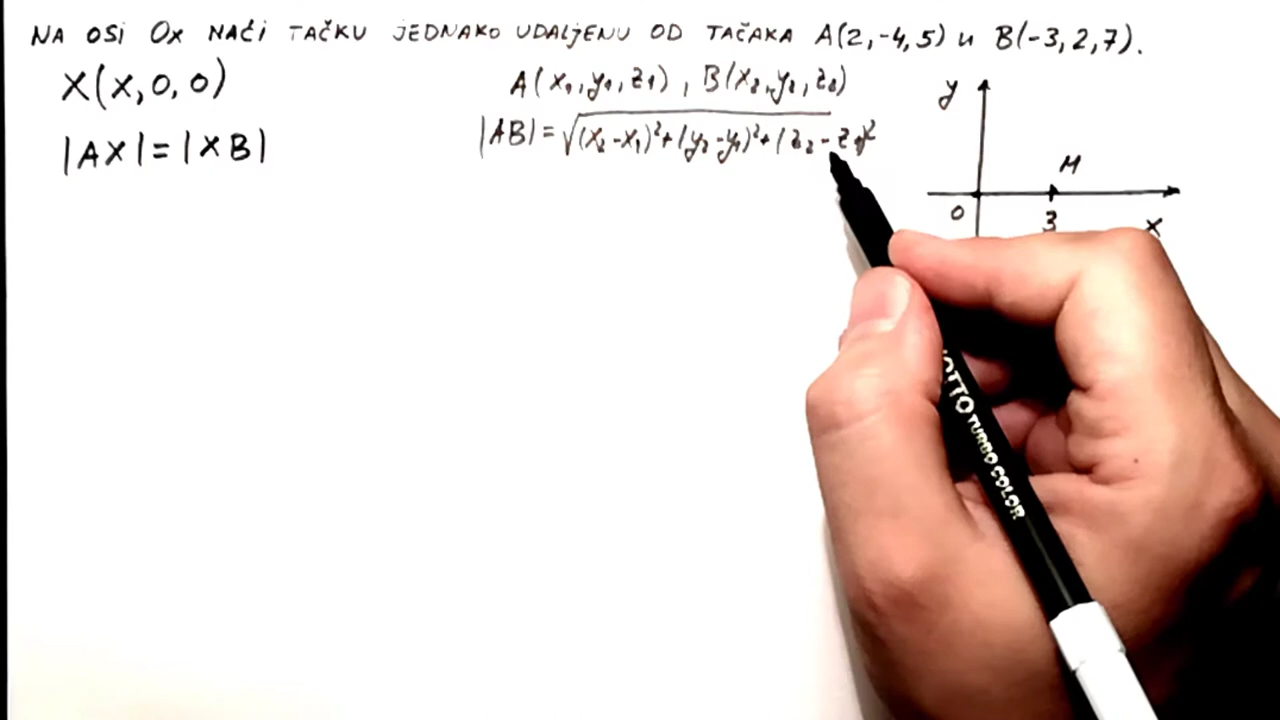 NA OSI Ox NAĆI TAČKU JEDNAKO UDALJENU OD TAČAKA A(2,-4,5) И B(-3,2,7).
X(x,0,0)
|AX|=|XB|
A(x₁,y₁,z₁), B(x₂,y₂,z₂)
|AB|=√(x₂-x₁)²+(y₂-y₁)²+(z₂-z₁)²
y
M
0
3
x
OTTO TURBO COLOR